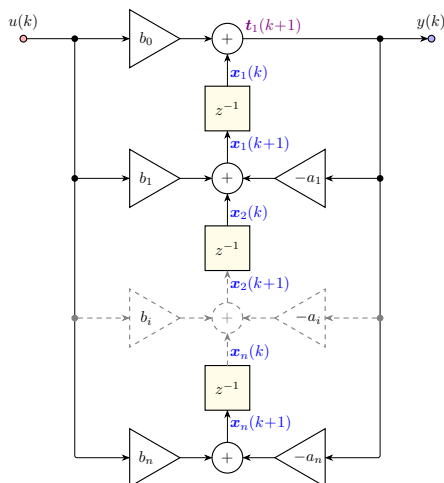 u(k) b₀ + t₁(k+1) y(k)
x₁(k)
z⁻¹
x₁(k+1)
b₁ + −a₁
x₂(k)
z⁻¹
x₂(k+1)
bᵢ + −aᵢ
xₙ(k)
z⁻¹
xₙ(k+1)
bₙ + −aₙ